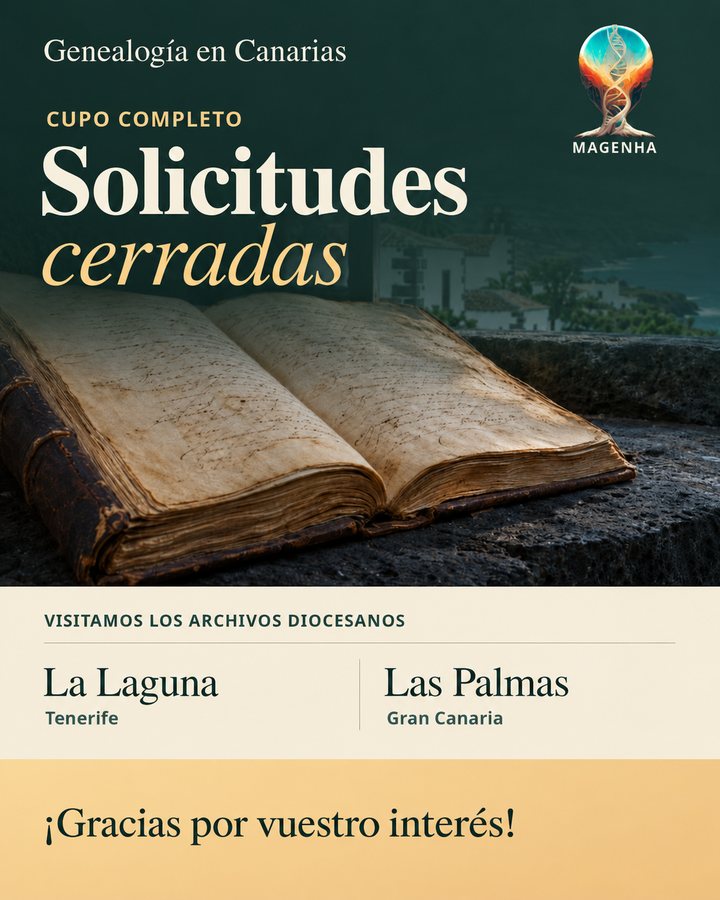 Genealogía en Canarias
MAGENHA
CUPO COMPLETO
Solicitudes
cerradas
VISITAMOS LOS ARCHIVOS DIOCESANOS
La Laguna
Tenerife
Las Palmas
Gran Canaria
¡Gracias por vuestro interés!